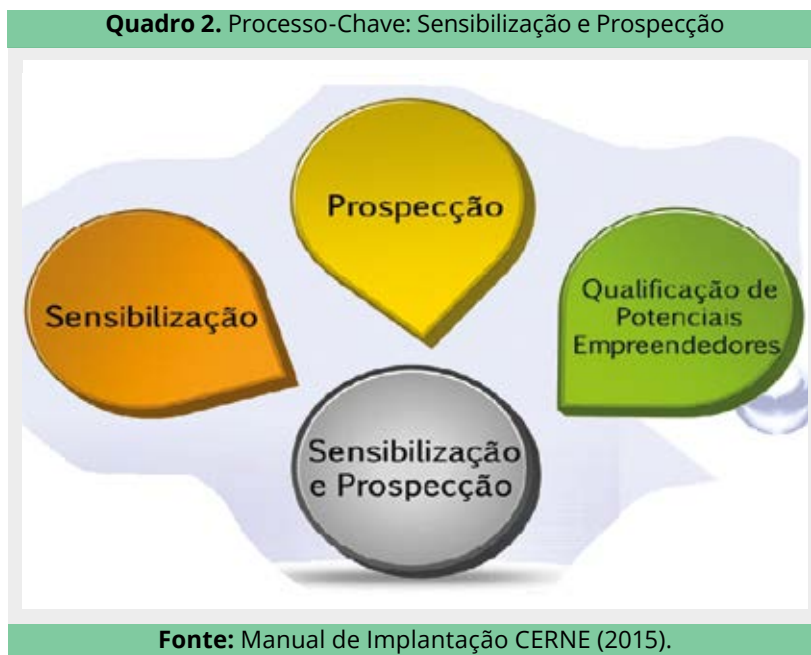 Quadro 2. Processo-Chave: Sensibilização e Prospecção
Prospecção
Sensibilização
Qualificação de
Potenciais
Empreendedores
Sensibilização
e Prospecção
Fonte: Manual de Implantação CERNE (2015).